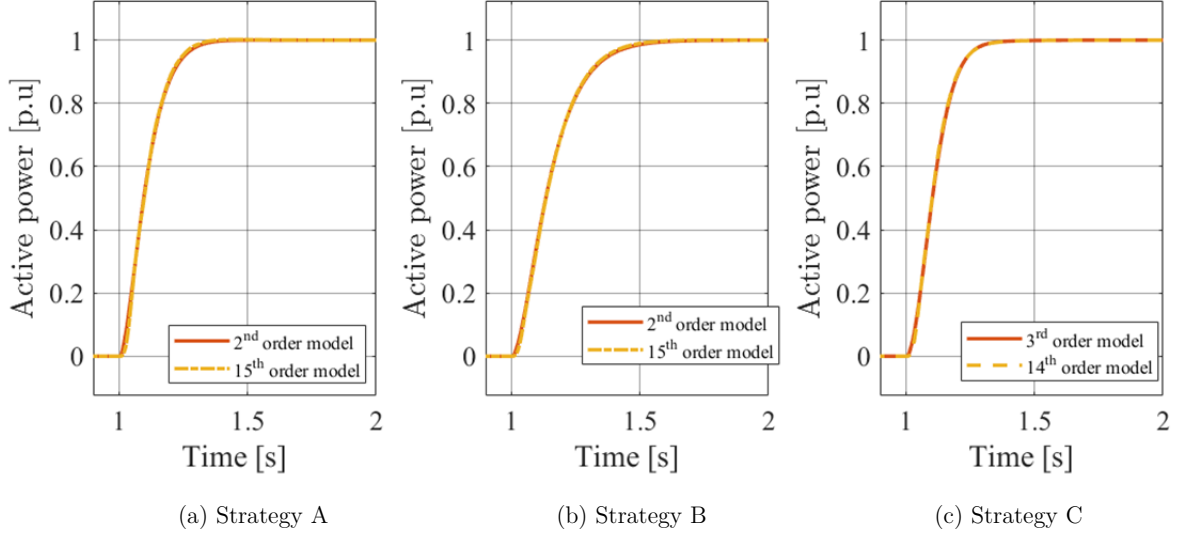 Active power [p.u]
1
0.8
0.6
0.4
0.2
0
2nd order model
15th order model
1
1.5
2
Time [s]
(a) Strategy A
Active power [p.u]
1
0.8
0.6
0.4
0.2
0
2nd order model
15th order model
1
1.5
2
Time [s]
(b) Strategy B
Active power [p.u]
1
0.8
0.6
0.4
0.2
0
3rd order model
14th order model
1
1.5
2
Time [s]
(c) Strategy C